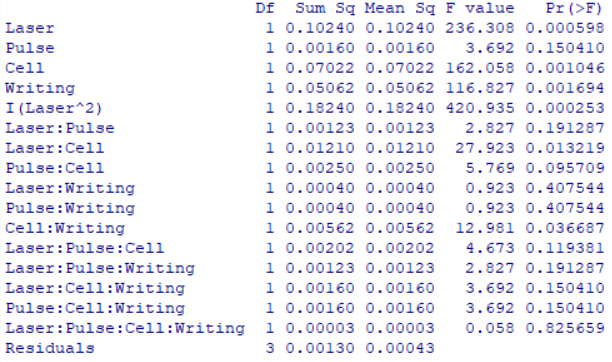 Df Sum Sq Mean Sq F value Pr(>F)
Laser 1 0.10240 0.10240 236.308 0.000598
Pulse 1 0.00160 0.00160 3.692 0.150410
Cell 1 0.07022 0.07022 162.058 0.001046
Writing 1 0.05062 0.05062 116.827 0.001694
I(Laser^2) 1 0.18240 0.18240 420.935 0.000253
Laser:Pulse 1 0.00123 0.00123 2.827 0.191287
Laser:Cell 1 0.01210 0.01210 27.923 0.013219
Pulse:Cell 1 0.00250 0.00250 5.769 0.095709
Laser:Writing 1 0.00040 0.00040 0.923 0.407544
Pulse:Writing 1 0.00040 0.00040 0.923 0.407544
Cell:Writing 1 0.00562 0.00562 12.981 0.036687
Laser:Pulse:Cell 1 0.00202 0.00202 4.673 0.119381
Laser:Pulse:Writing 1 0.00123 0.00123 2.827 0.191287
Laser:Cell:Writing 1 0.00160 0.00160 3.692 0.150410
Pulse:Cell:Writing 1 0.00160 0.00160 3.692 0.150410
Laser:Pulse:Cell:Writing 1 0.00003 0.00003 0.058 0.825659
Residuals 3 0.00130 0.00043